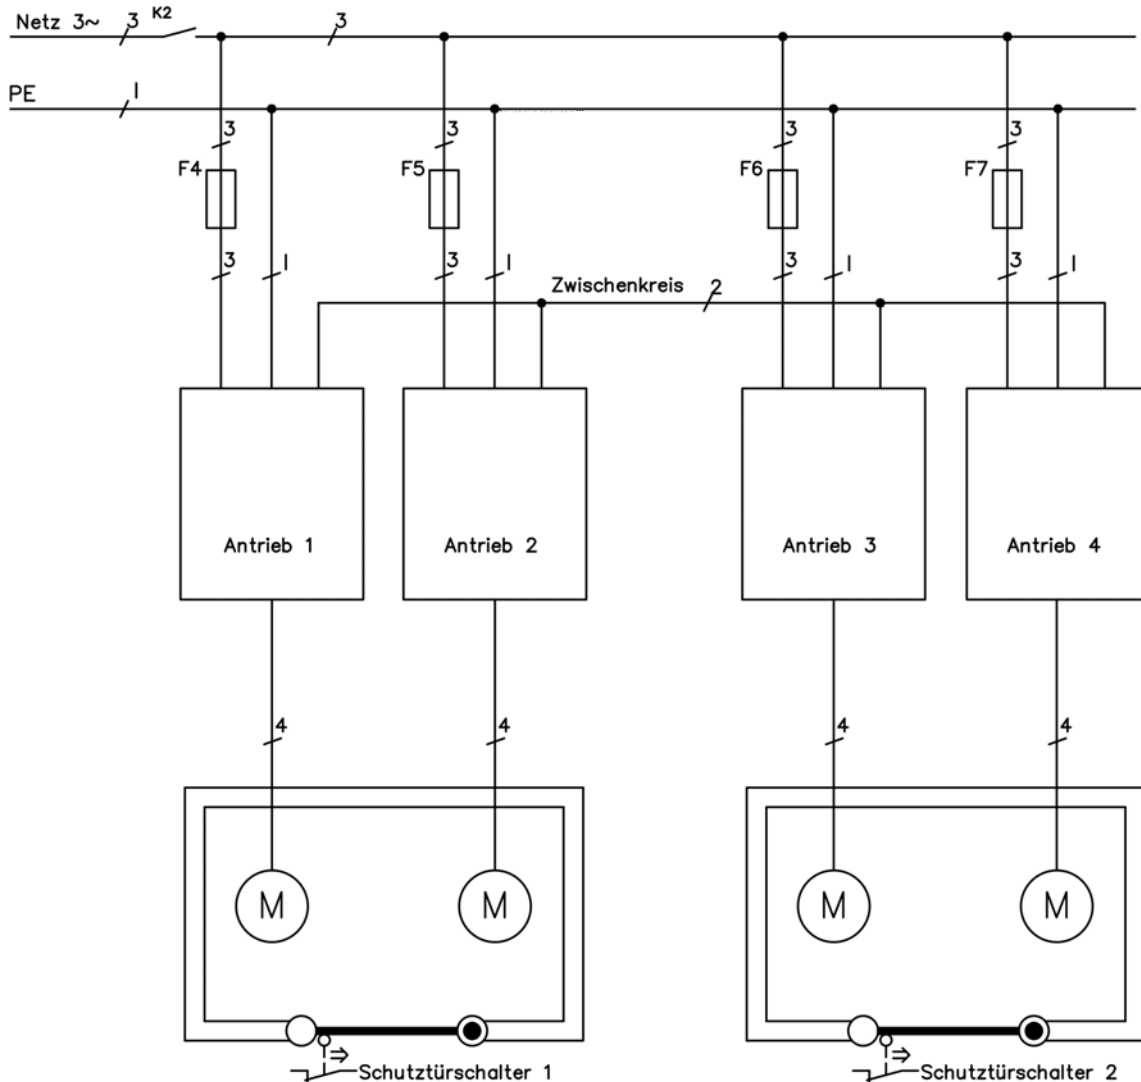 Netz 3~ 3 K2 3
PE 1
3 3 3 3
F4 F5 F6 F7
3 1 3 1 3 1 3 1
Zwischenkreis 2
Antrieb 1 Antrieb 2 Antrieb 3 Antrieb 4
4 4 4 4
M M M M
Schutztürschalter 1 Schutztürschalter 2